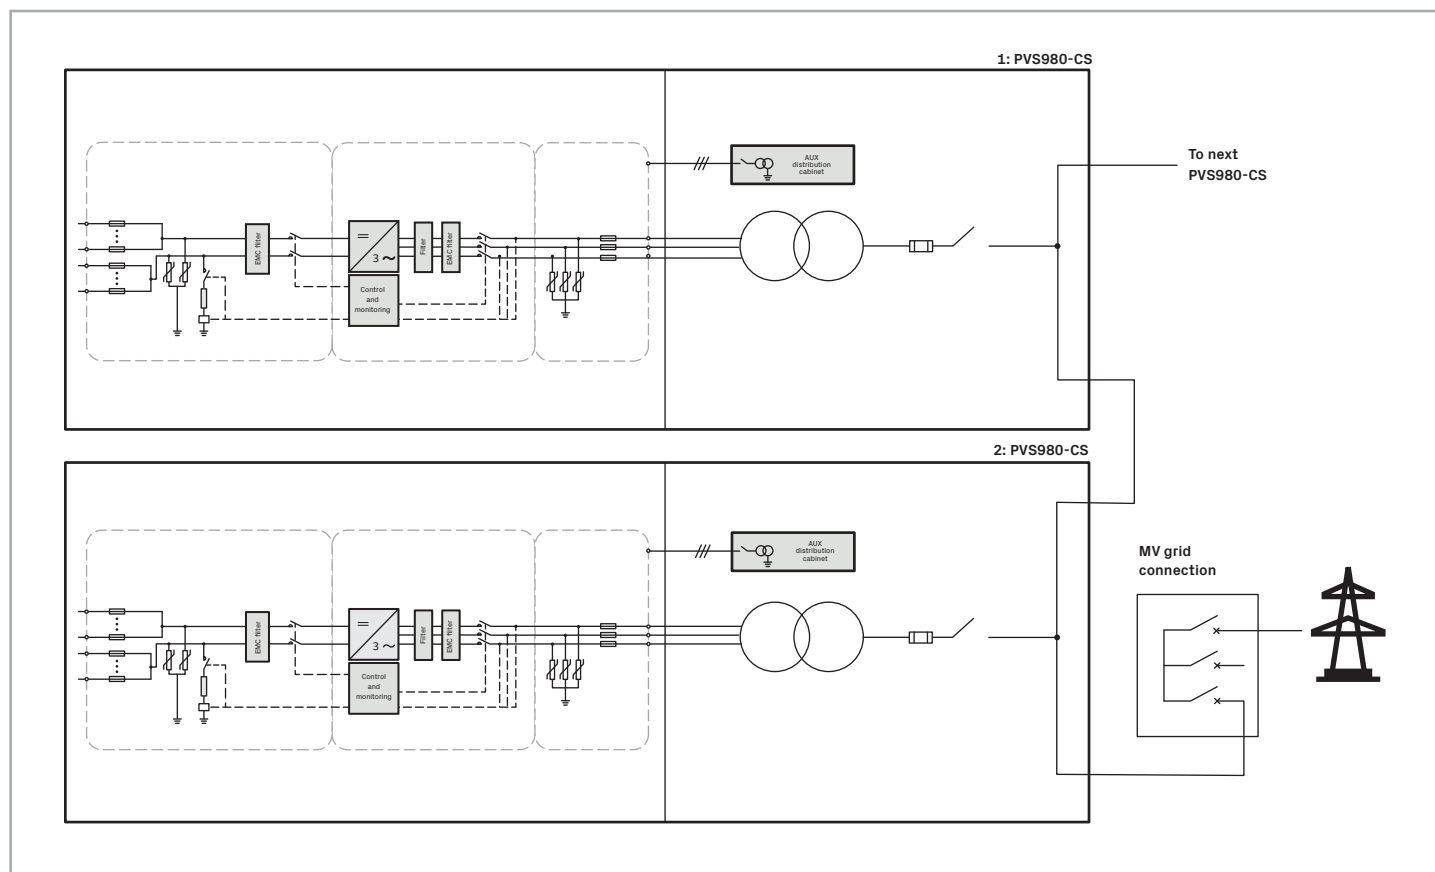 1: PVS980-CS
To next
PVS980-CS
AUX
distribution
cabinet
EMC filter
3 ~
Filter
EMC filter
Control
and
monitoring
2: PVS980-CS
AUX
distribution
cabinet
MV grid
connection
EMC filter
3 ~
Filter
EMC filter
Control
and
monitoring